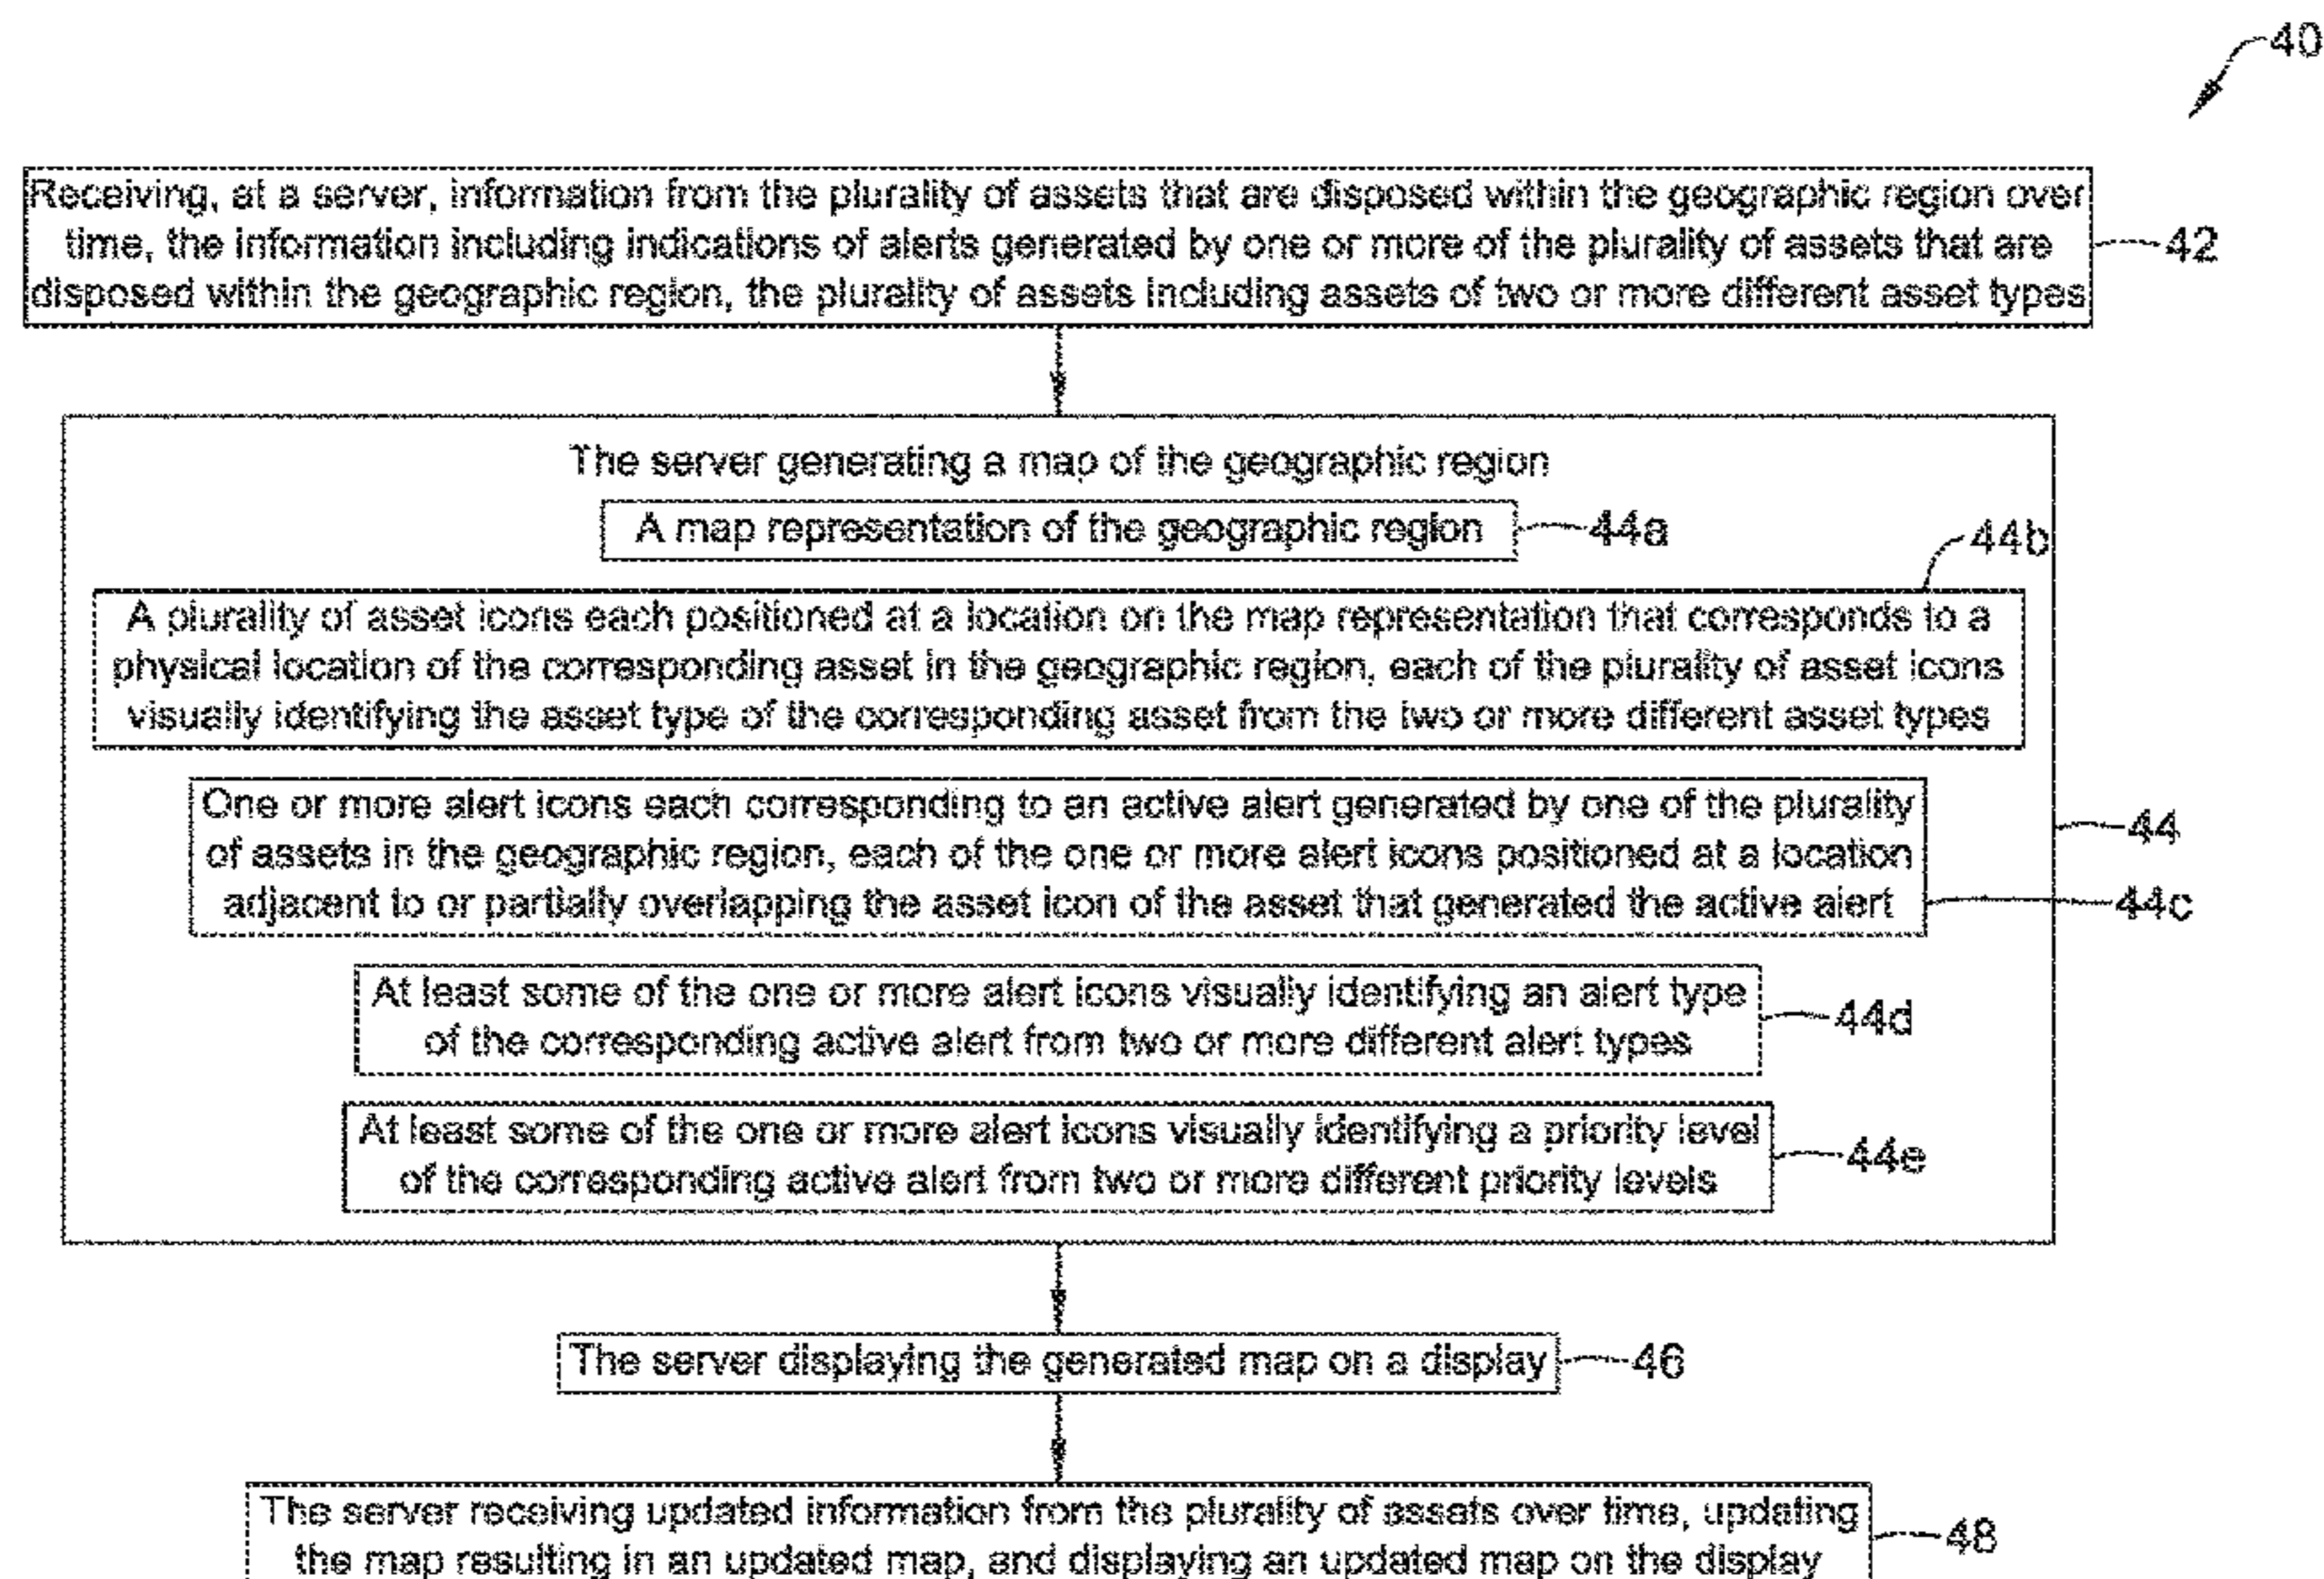 40
Receiving, at a server, information from the plurality of assets that are disposed within the geographic region over
time, the information including indications of alerts generated by one or more of the plurality of assets that are
disposed within the geographic region, the plurality of assets including assets of two or more different asset types
42
The server generating a map of the geographic region
A map representation of the geographic region
44a
44b
A plurality of asset icons each positioned at a location on the map representation that corresponds to a
physical location of the corresponding asset in the geographic region, each of the plurality of asset icons
visually identifying the asset type of the corresponding asset from the two or more different asset types
One or more alert icons each corresponding to an active alert generated by one of the plurality
of assets in the geographic region, each of the one or more alert icons positioned at a location
adjacent to or partially overlapping the asset icon of the asset that generated the active alert
44
44c
At least some of the one or more alert icons visually identifying an alert type
of the corresponding active alert from two or more different alert types
44d
At least some of the one or more alert icons visually identifying a priority level
of the corresponding active alert from two or more different priority levels
44e
The server displaying the generated map on a display
46
The server receiving updated information from the plurality of assets over time, updating
the map resulting in an updated map, and displaying an updated map on the display
48